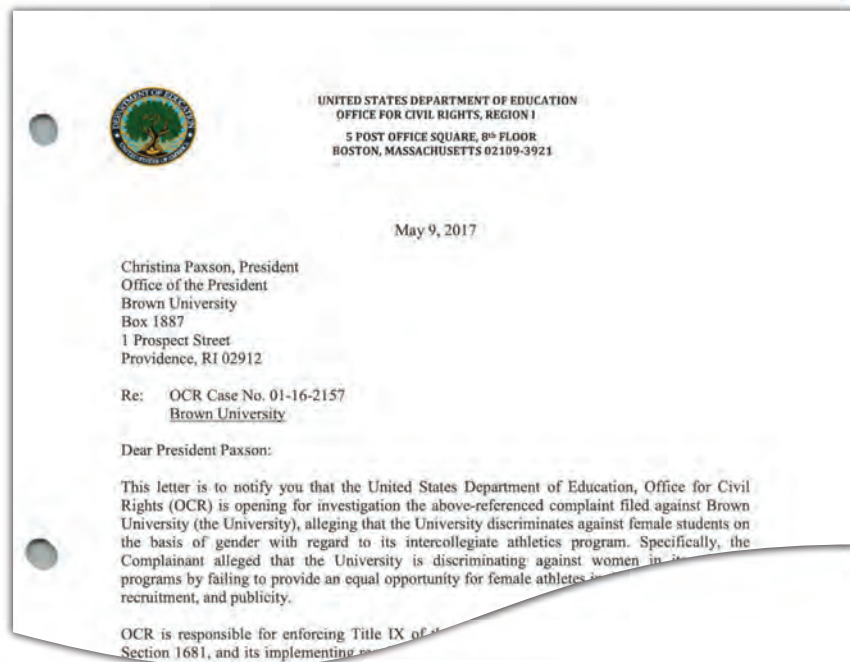 DEPARTMENT OF EDUCATION
UNITED STATES OF AMERICA
UNITED STATES DEPARTMENT OF EDUCATION
OFFICE FOR CIVIL RIGHTS, REGION I
5 POST OFFICE SQUARE, 8th FLOOR
BOSTON, MASSACHUSETTS 02109-3921
May 9, 2017
Christina Paxson, President
Office of the President
Brown University
Box 1887
1 Prospect Street
Providence, RI 02912
Re: OCR Case No. 01-16-2157
Brown University
Dear President Paxson:
This letter is to notify you that the United States Department of Education, Office for Civil
Rights (OCR) is opening for investigation the above-referenced complaint filed against Brown
University (the University), alleging that the University discriminates against female students on
the basis of gender with regard to its intercollegiate athletics program. Specifically, the
Complainant alleged that the University is discriminating against women in
programs by failing to provide an equal opportunity for female athletes
recruitment, and publicity.
OCR is responsible for enforcing Title IX of
Section 1681, and its implementing